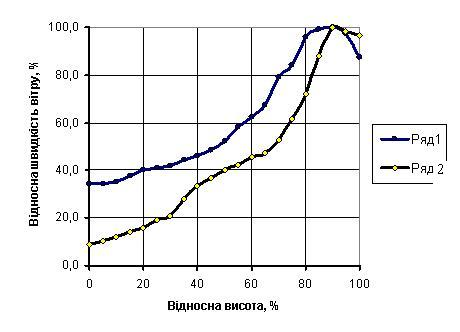 100,0
80,0
60,0
40,0
20,0
0,0
Відносна швидкість вітру, %
0 20 40 60 80 100
Відносна висота, %
Ряд1
Ряд 2